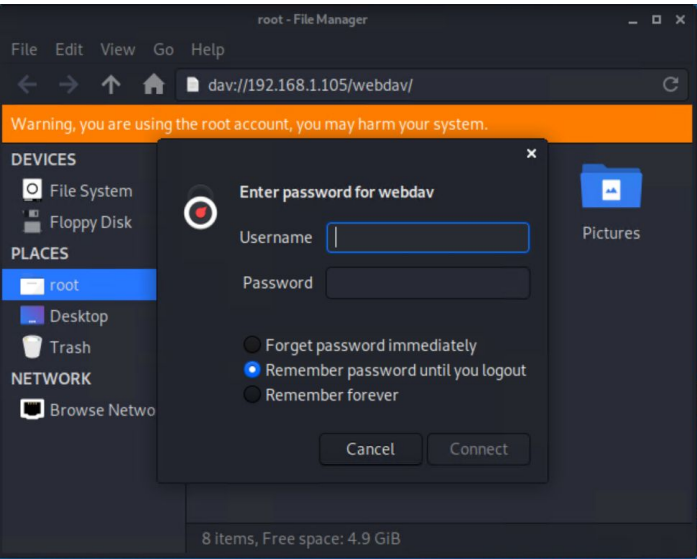 root - File Manager
File Edit View Go Help
dav://192.168.1.105/webdav/
Warning, you are using the root account, you may harm your system.
DEVICES
File System
Floppy Disk
PLACES
root
Desktop
Trash
NETWORK
Browse Netwo
Enter password for webdav
Username
Password
Forget password immediately
Remember password until you logout
Remember forever
Cancel Connect
Pictures
8 items, Free space: 4.9 GiB